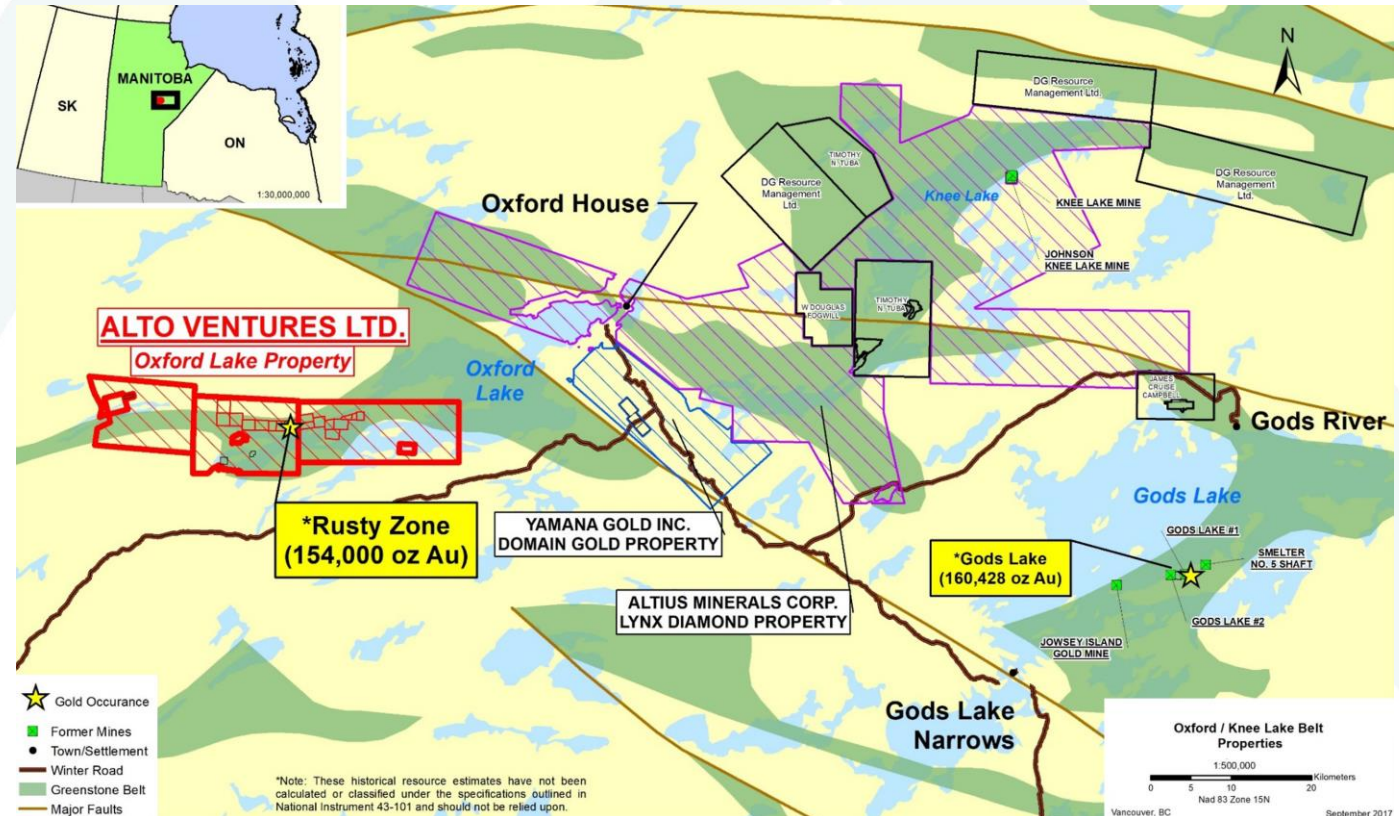 MANITOBA
SK
ON
1:30,000,000
N
DG Resource
Management Ltd.
TIMOTHY
N. TUBA
DG Resource
Management
Ltd.
DG Resource
Management
Ltd.
Knee Lake
KNEE LAKE MINE
JOHNSON
KNEE LAKE MINE
Oxford House
W.DOUGLAS
FOGWILL
TIMOTHY
N. TUBA
ALTO VENTURES LTD.
Oxford Lake Property
Oxford
Lake
JAMES
CRUISE
CAMPBELL
Gods River
*Rusty Zone
(154,000 oz Au)
YAMANA GOLD INC.
DOMAIN GOLD PROPERTY
Gods Lake
GODS LAKE #1
*Gods Lake
(160,428 oz Au)
SMELTER
NO. 5 SHAFT
ALTIUS MINERALS CORP.
LYNX DIAMOND PROPERTY
GODS LAKE #2
JOWSEY ISLAND
GOLD MINE
Gods Lake
Narrows
Gold Occurance
Former Mines
Town/Settlement
Winter Road
Greenstone Belt
Major Faults
*Note: These historical resource estimates have not been
calculated or classified under the specifications outlined in
National Instrument 43-101 and should not be relied upon.
Oxford / Knee Lake Belt
Properties
1:500,000
Kilometers
0 5 10 20
Nad 83 Zone 15N
Vancouver, BC
September 2017